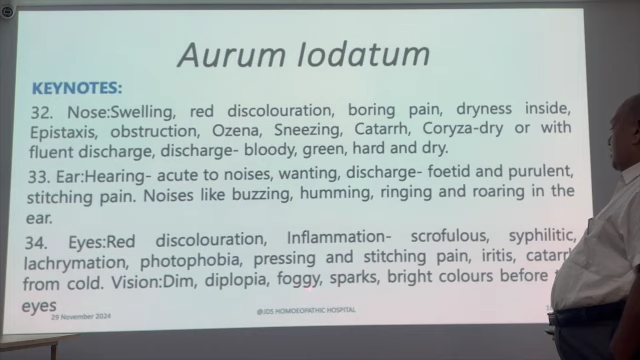 Aurum Iodatum
KEYNOTES:
32. Nose:Swelling, red discolouration, boring pain, dryness inside,
Epistaxis, obstruction, Ozena, Sneezing, Catarrh, Coryza-dry or with
fluent discharge, discharge- bloody, green, hard and dry.
33. Ear:Hearing- acute to noises, wanting, discharge- foetid and purulent,
stitching pain. Noises like buzzing, humming, ringing and roaring in the
ear.
34. Eyes:Red discolouration, Inflammation- scrofulous, syphilitic,
lachrymation, photophobia, pressing and stitching pain, iritis,
from cold. Vision:Dim, diplopia, foggy, sparks, bright colours before
eyes
29 November 2024
@JDS HOMOEOPATHIC HOSPITAL